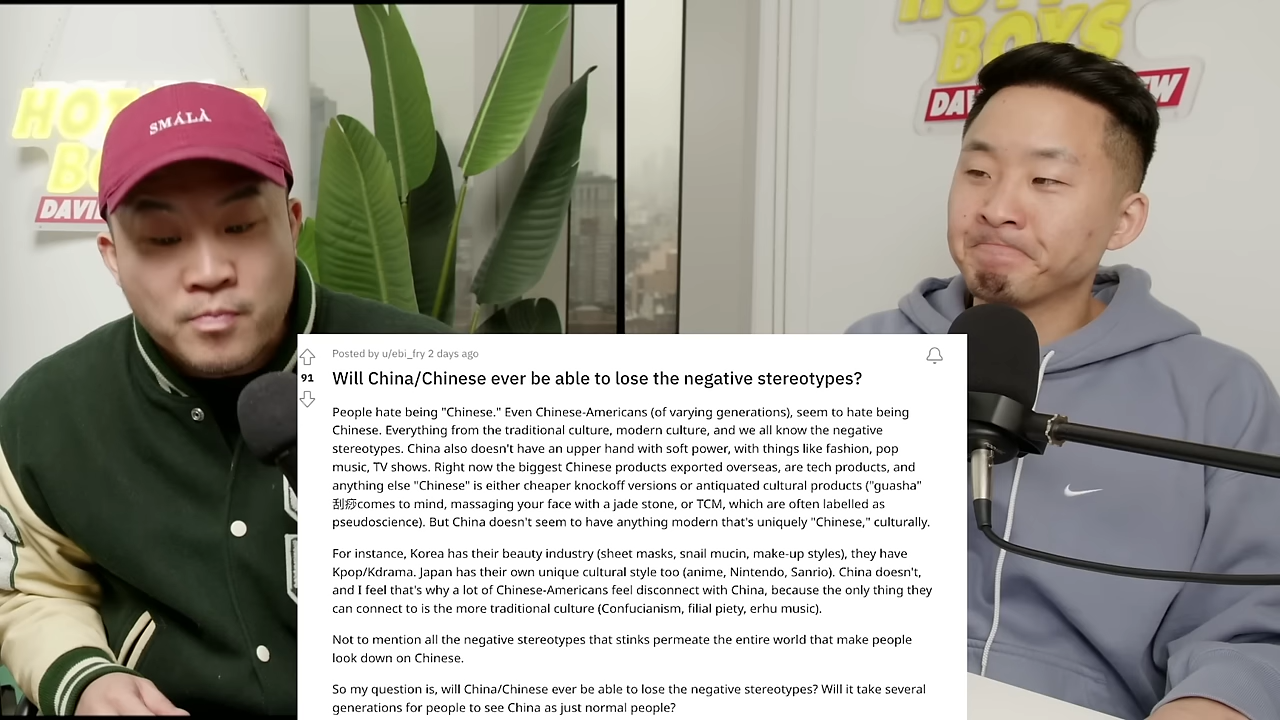 HOT
BO
DAVI
SMÁLÀ
HOT
BOYS
DAV
EW
Posted by u/ebi_fry 2 days ago
91
Will China/Chinese ever be able to lose the negative stereotypes?
People hate being "Chinese." Even Chinese-Americans (of varying generations), seem to hate being
Chinese. Everything from the traditional culture, modern culture, and we all know the negative
stereotypes. China also doesn't have an upper hand with soft power, with things like fashion, pop
music, TV shows. Right now the biggest Chinese products exported overseas, are tech products, and
anything else "Chinese" is either cheaper knockoff versions or antiquated cultural products ("guasha"
刮痧comes to mind, massaging your face with a jade stone, or TCM, which are often labelled as
pseudoscience). But China doesn't seem to have anything modern that's uniquely "Chinese," culturally.
For instance, Korea has their beauty industry (sheet masks, snail mucin, make-up styles), they have
Kpop/Kdrama. Japan has their own unique cultural style too (anime, Nintendo, Sanrio). China doesn't,
and I feel that's why a lot of Chinese-Americans feel disconnect with China, because the only thing they
can connect to is the more traditional culture (Confucianism, filial piety, erhu music).
Not to mention all the negative stereotypes that stinks permeate the entire world that make people
look down on Chinese.
So my question is, will China/Chinese ever be able to lose the negative stereotypes? Will it take several
generations for people to see China as just normal people?